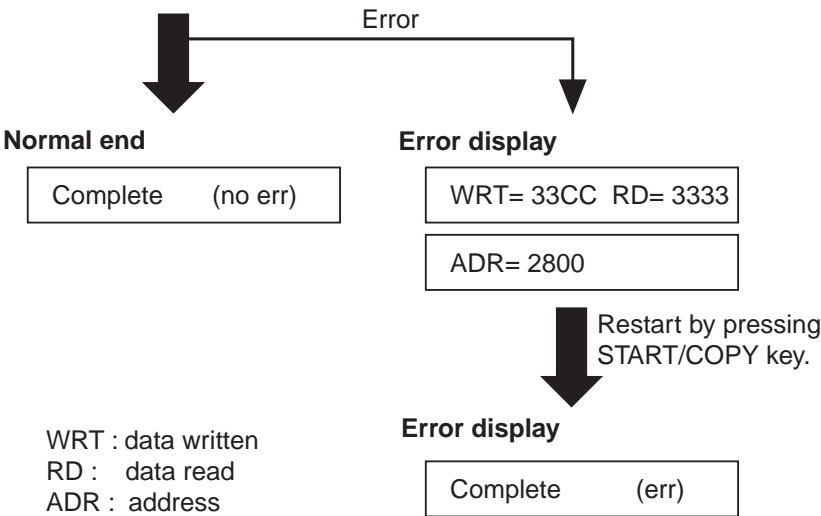 Error
Normal end
Complete (no err)
Error display
WRT= 33CC RD= 3333
ADR= 2800
Restart by pressing
START/COPY key.
Error display
Complete (err)
WRT : data written
RD : data read
ADR : address